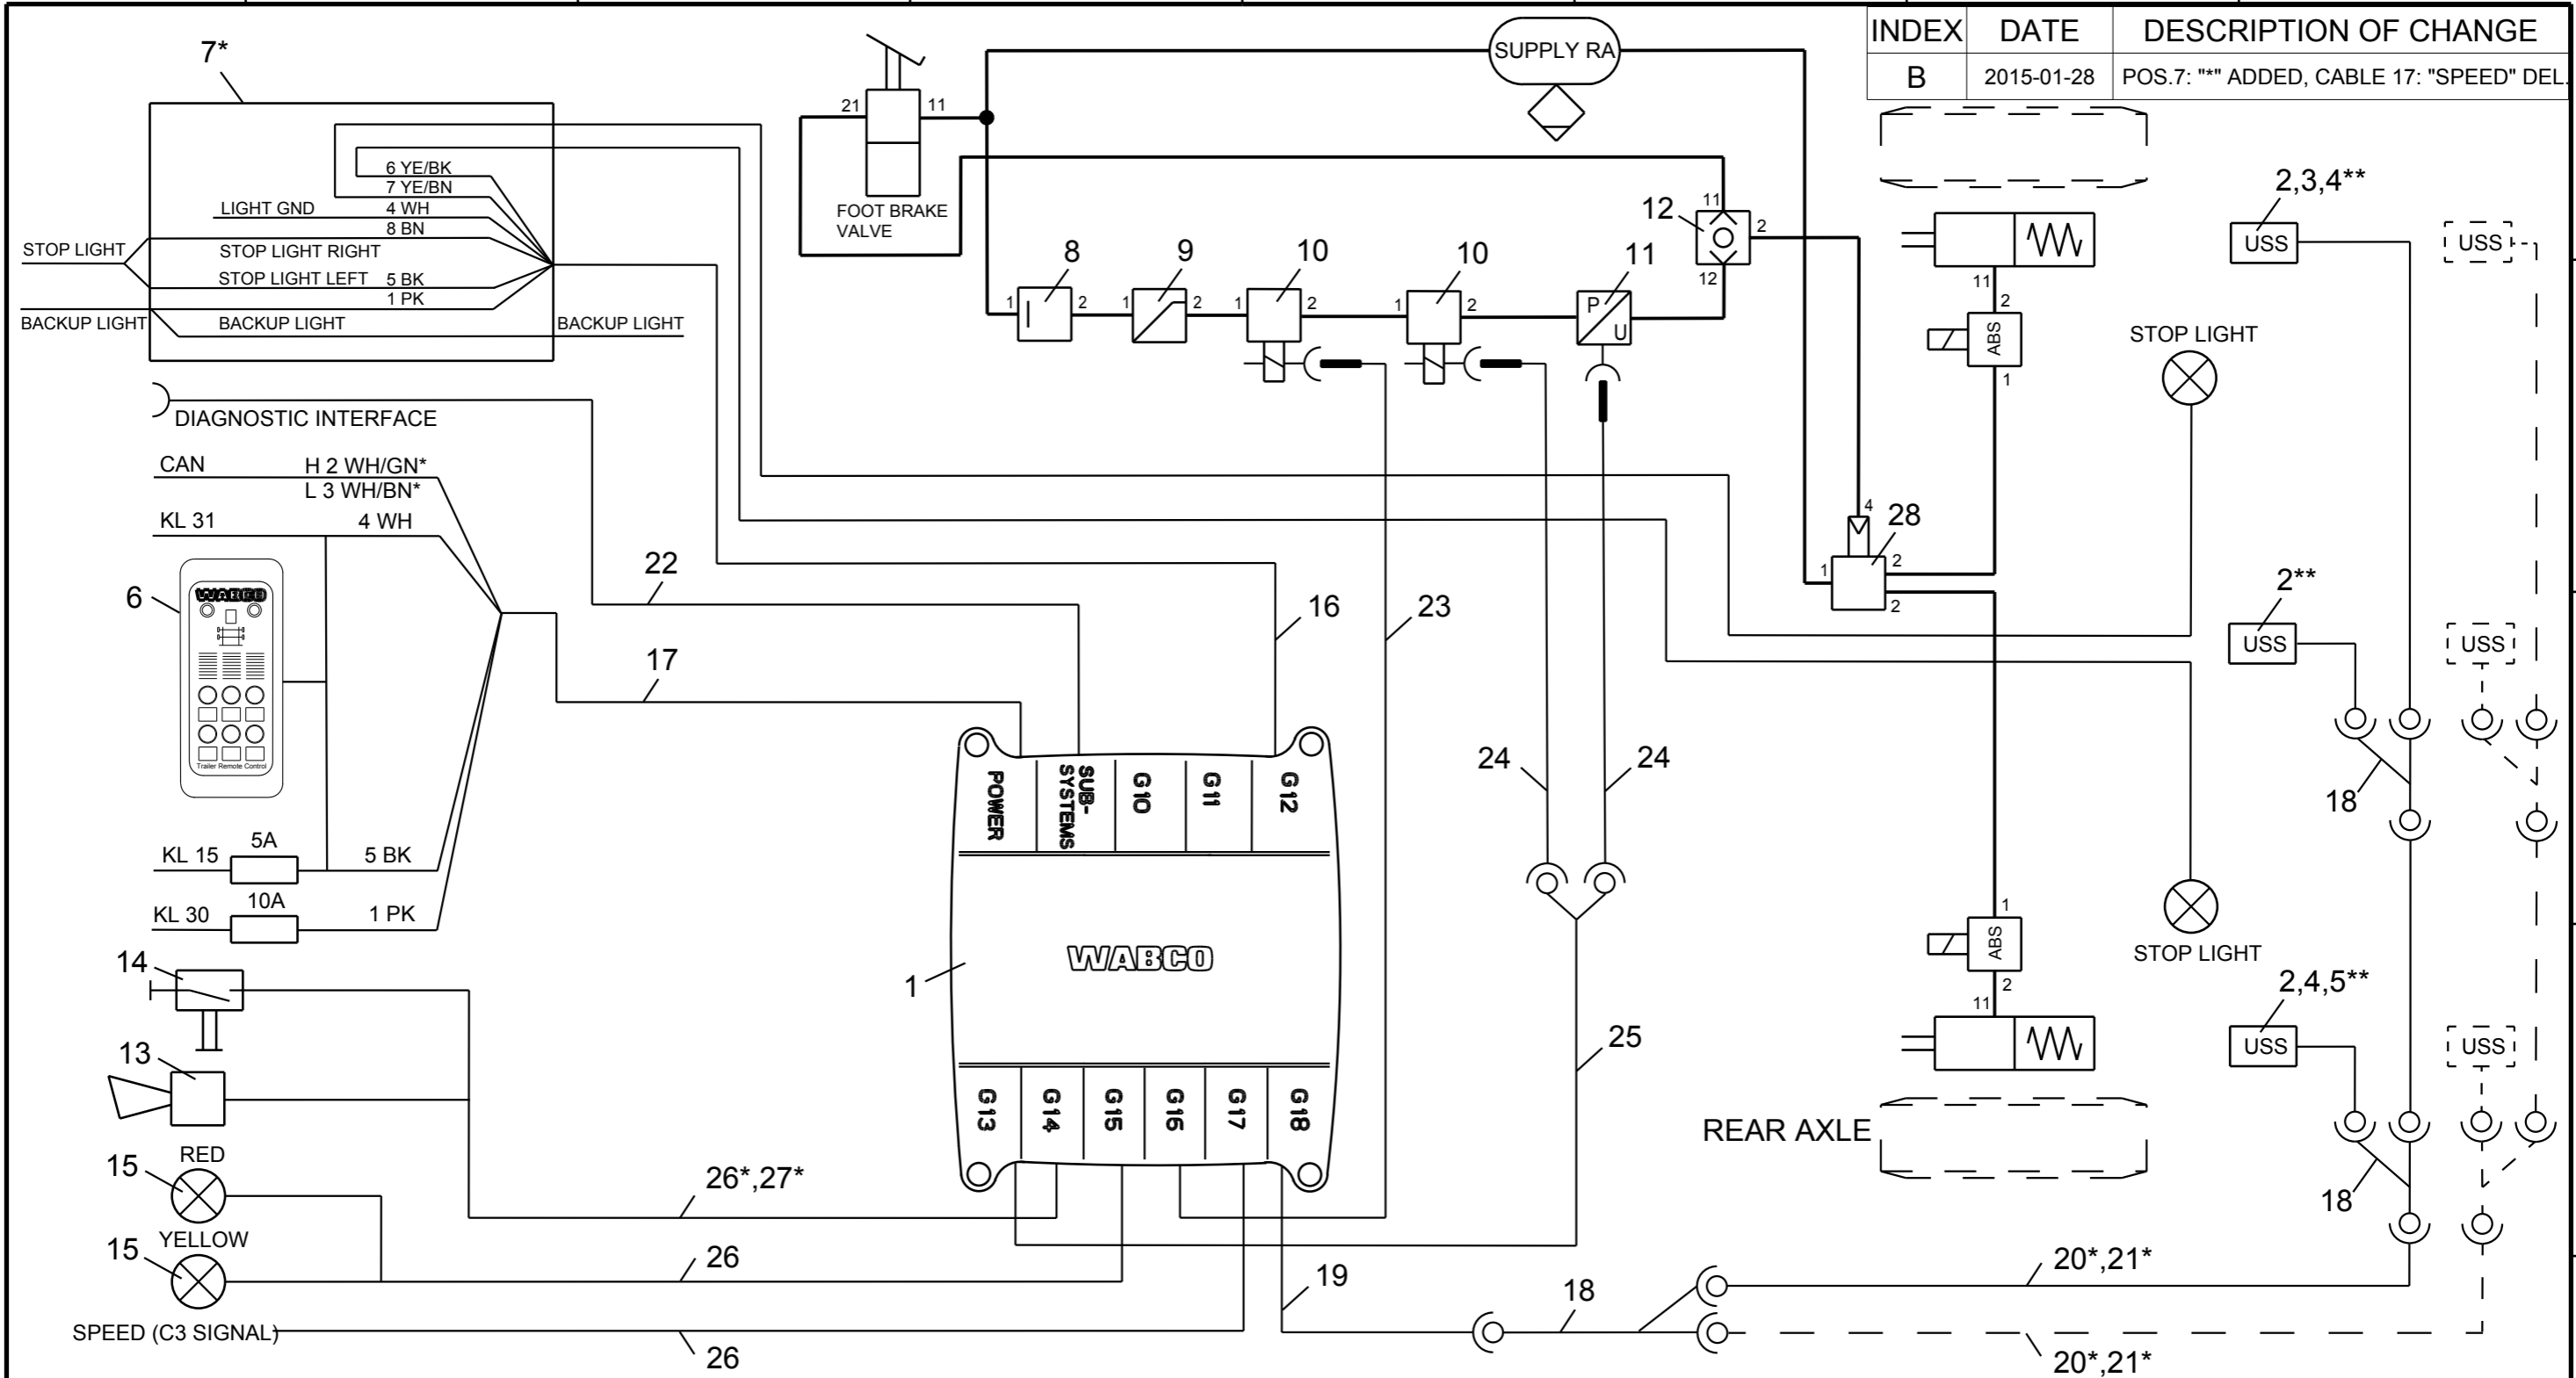 INDEX DATE DESCRIPTION OF CHANGE
B 2015-01-28 POS.7: "*" ADDED, CABLE 17: "SPEED" DEL.
7*
6 YE/BK
7 YE/BN
LIGHT GND 4 WH
8 BN
STOP LIGHT
STOP LIGHT RIGHT
STOP LIGHT LEFT 5 BK
1 PK
BACKUP LIGHT BACKUP LIGHT BACKUP LIGHT
21 11
FOOT BRAKE
VALVE
SUPPLY RA
8
1 2
9
1 2
10
1 2
10
1 2
11
P
U
12
11
2
12
11
2
ABS
1
2,3,4**
USS
USS
STOP LIGHT
DIAGNOSTIC INTERFACE
CAN H 2 WH/GN*
L 3 WH/BN*
KL 31 4 WH
6
WABCO
Trailer Remote Control
22
17
16
23
4
28
1
2
2
2**
USS
USS
24
24
18
KL 15 5A 5 BK
KL 30 10A 1 PK
POWER
SUB-
SYSTEMS
G10
G11
G12
WABCO
1
G13
G14
G15
G16
G17
G18
14
13
15
RED
15
YELLOW
SPEED (C3 SIGNAL)
26*,27*
26
26
25
19
18
1
ABS
2
11
REAR AXLE
STOP LIGHT
2,4,5**
USS
USS
18
20*,21*
20*,21*